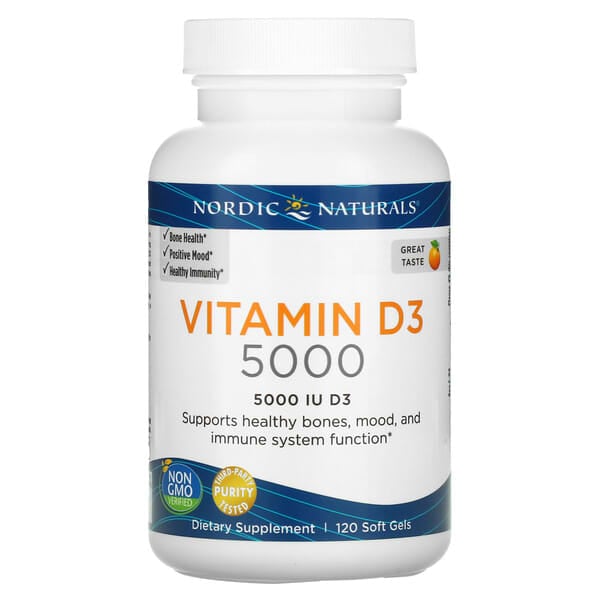 NORDIC NATURALS®
✓ Bone Health*
✓ Positive Mood*
✓ Healthy Immunity*
GREAT
TASTE
VITAMIN D3
5000
5000 IU D3
Supports healthy bones, mood, and
immune system function*
NON
GMO
VERIFIED
THIRD-PARTY
PURITY
TESTED
Dietary Supplement | 120 Soft Gels